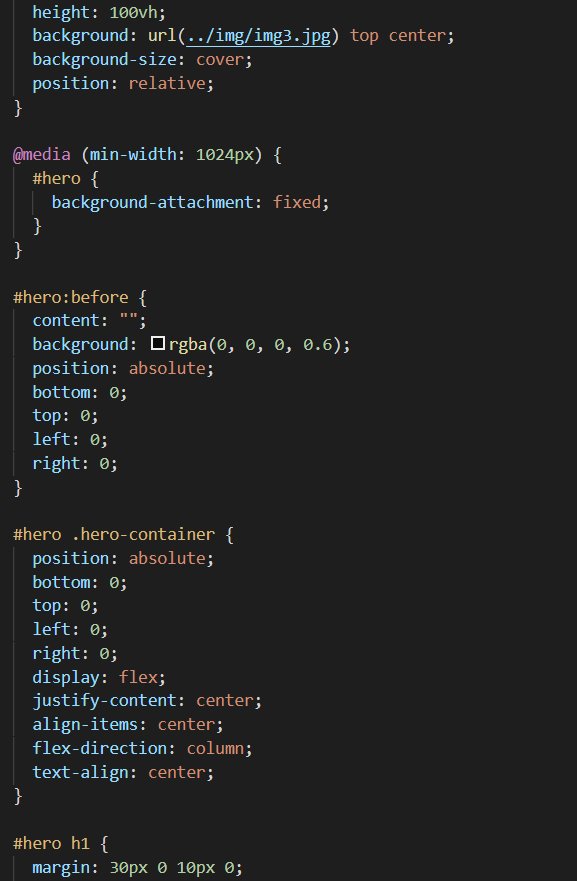 height: 100vh;
background: url(../img/img3.jpg) top center;
background-size: cover;
position: relative;
}
@media (min-width: 1024px) {
#hero {
background-attachment: fixed;
}
}
#hero:before {
content: "";
background: rgba(0, 0, 0, 0.6);
position: absolute;
bottom: 0;
top: 0;
left: 0;
right: 0;
}
#hero .hero-container {
position: absolute;
bottom: 0;
top: 0;
left: 0;
right: 0;
display: flex;
justify-content: center;
align-items: center;
flex-direction: column;
text-align: center;
}
#hero h1 {
margin: 30px 0 10px 0;